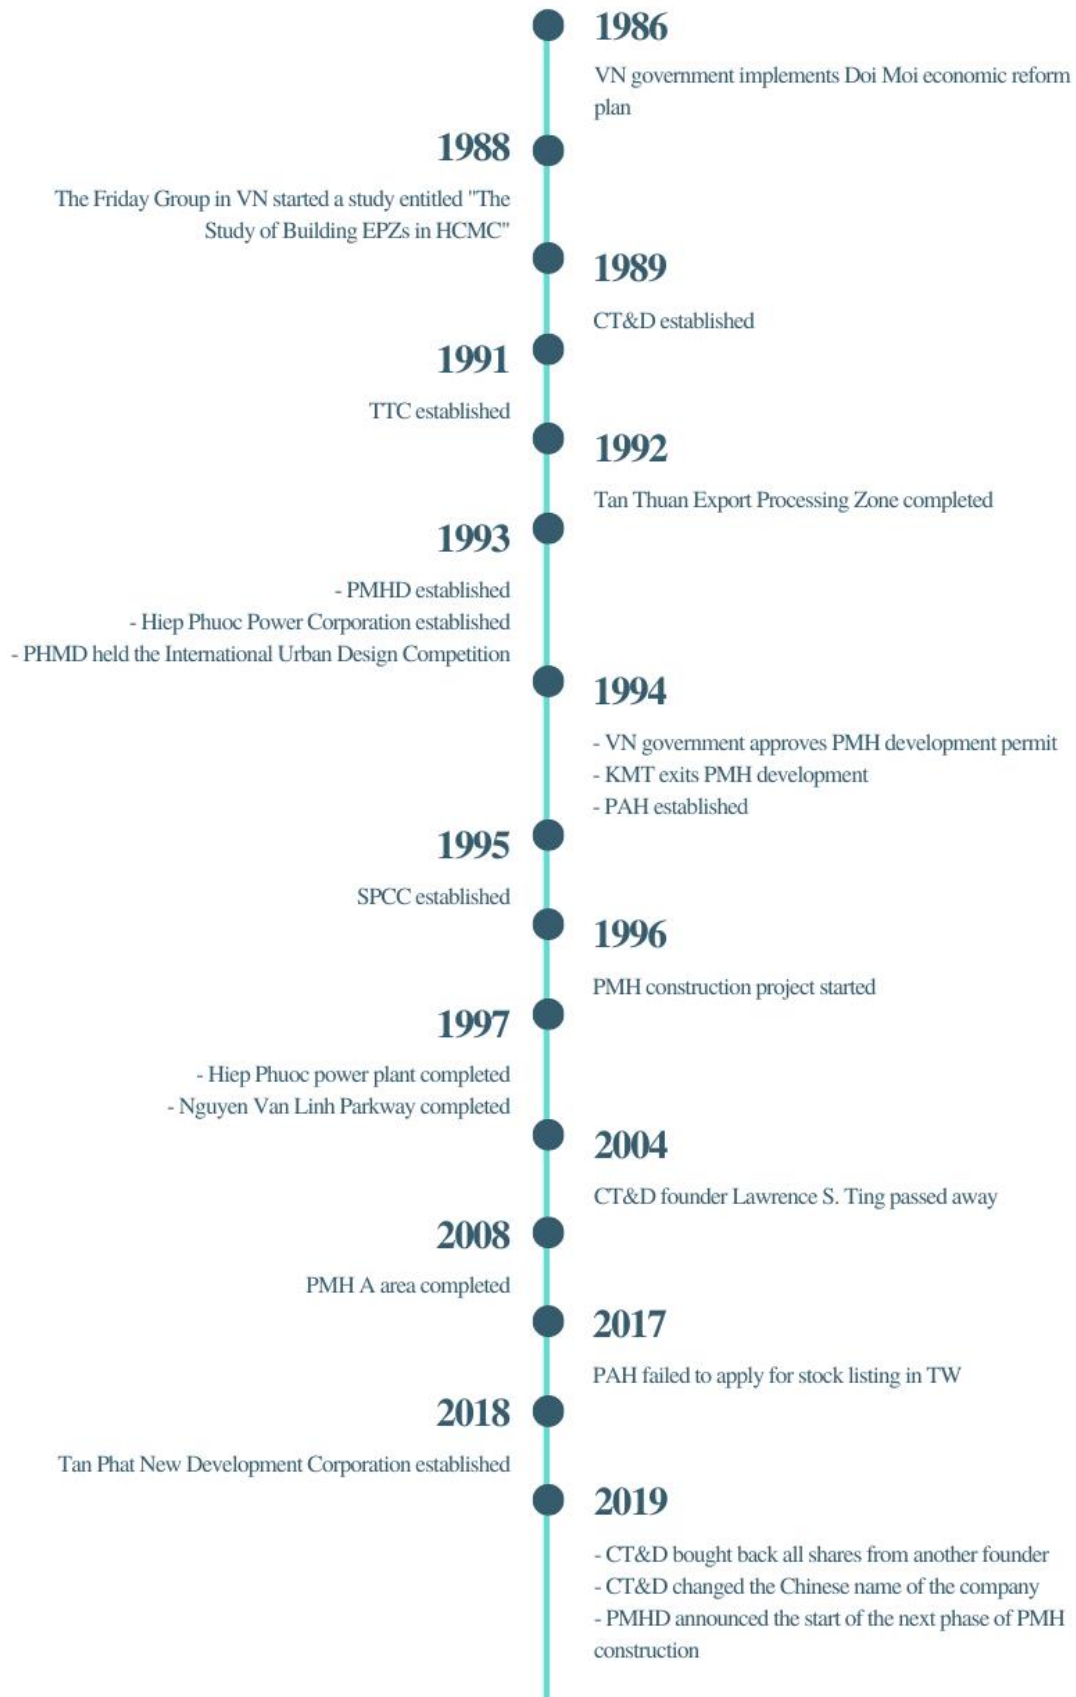 1986
VN government implements Doi Moi economic reform
plan
1988
The Friday Group in VN started a study entitled "The
Study of Building EPZs in HCMC"
1989
CT&D established
1991
TTC established
1992
Tan Thuan Export Processing Zone completed
1993
- PMHD established
- Hiep Phuoc Power Corporation established
- PHMD held the International Urban Design Competition
1994
- VN government approves PMH development permit
- KMT exits PMH development
- PAH established
1995
SPCC established
1996
PMH construction project started
1997
- Hiep Phuoc power plant completed
- Nguyen Van Linh Parkway completed
2004
CT&D founder Lawrence S. Ting passed away
2008
PMH A area completed
2017
PAH failed to apply for stock listing in TW
2018
Tan Phat New Development Corporation established
2019
- CT&D bought back all shares from another founder
- CT&D changed the Chinese name of the company
- PMHD announced the start of the next phase of PMH
construction